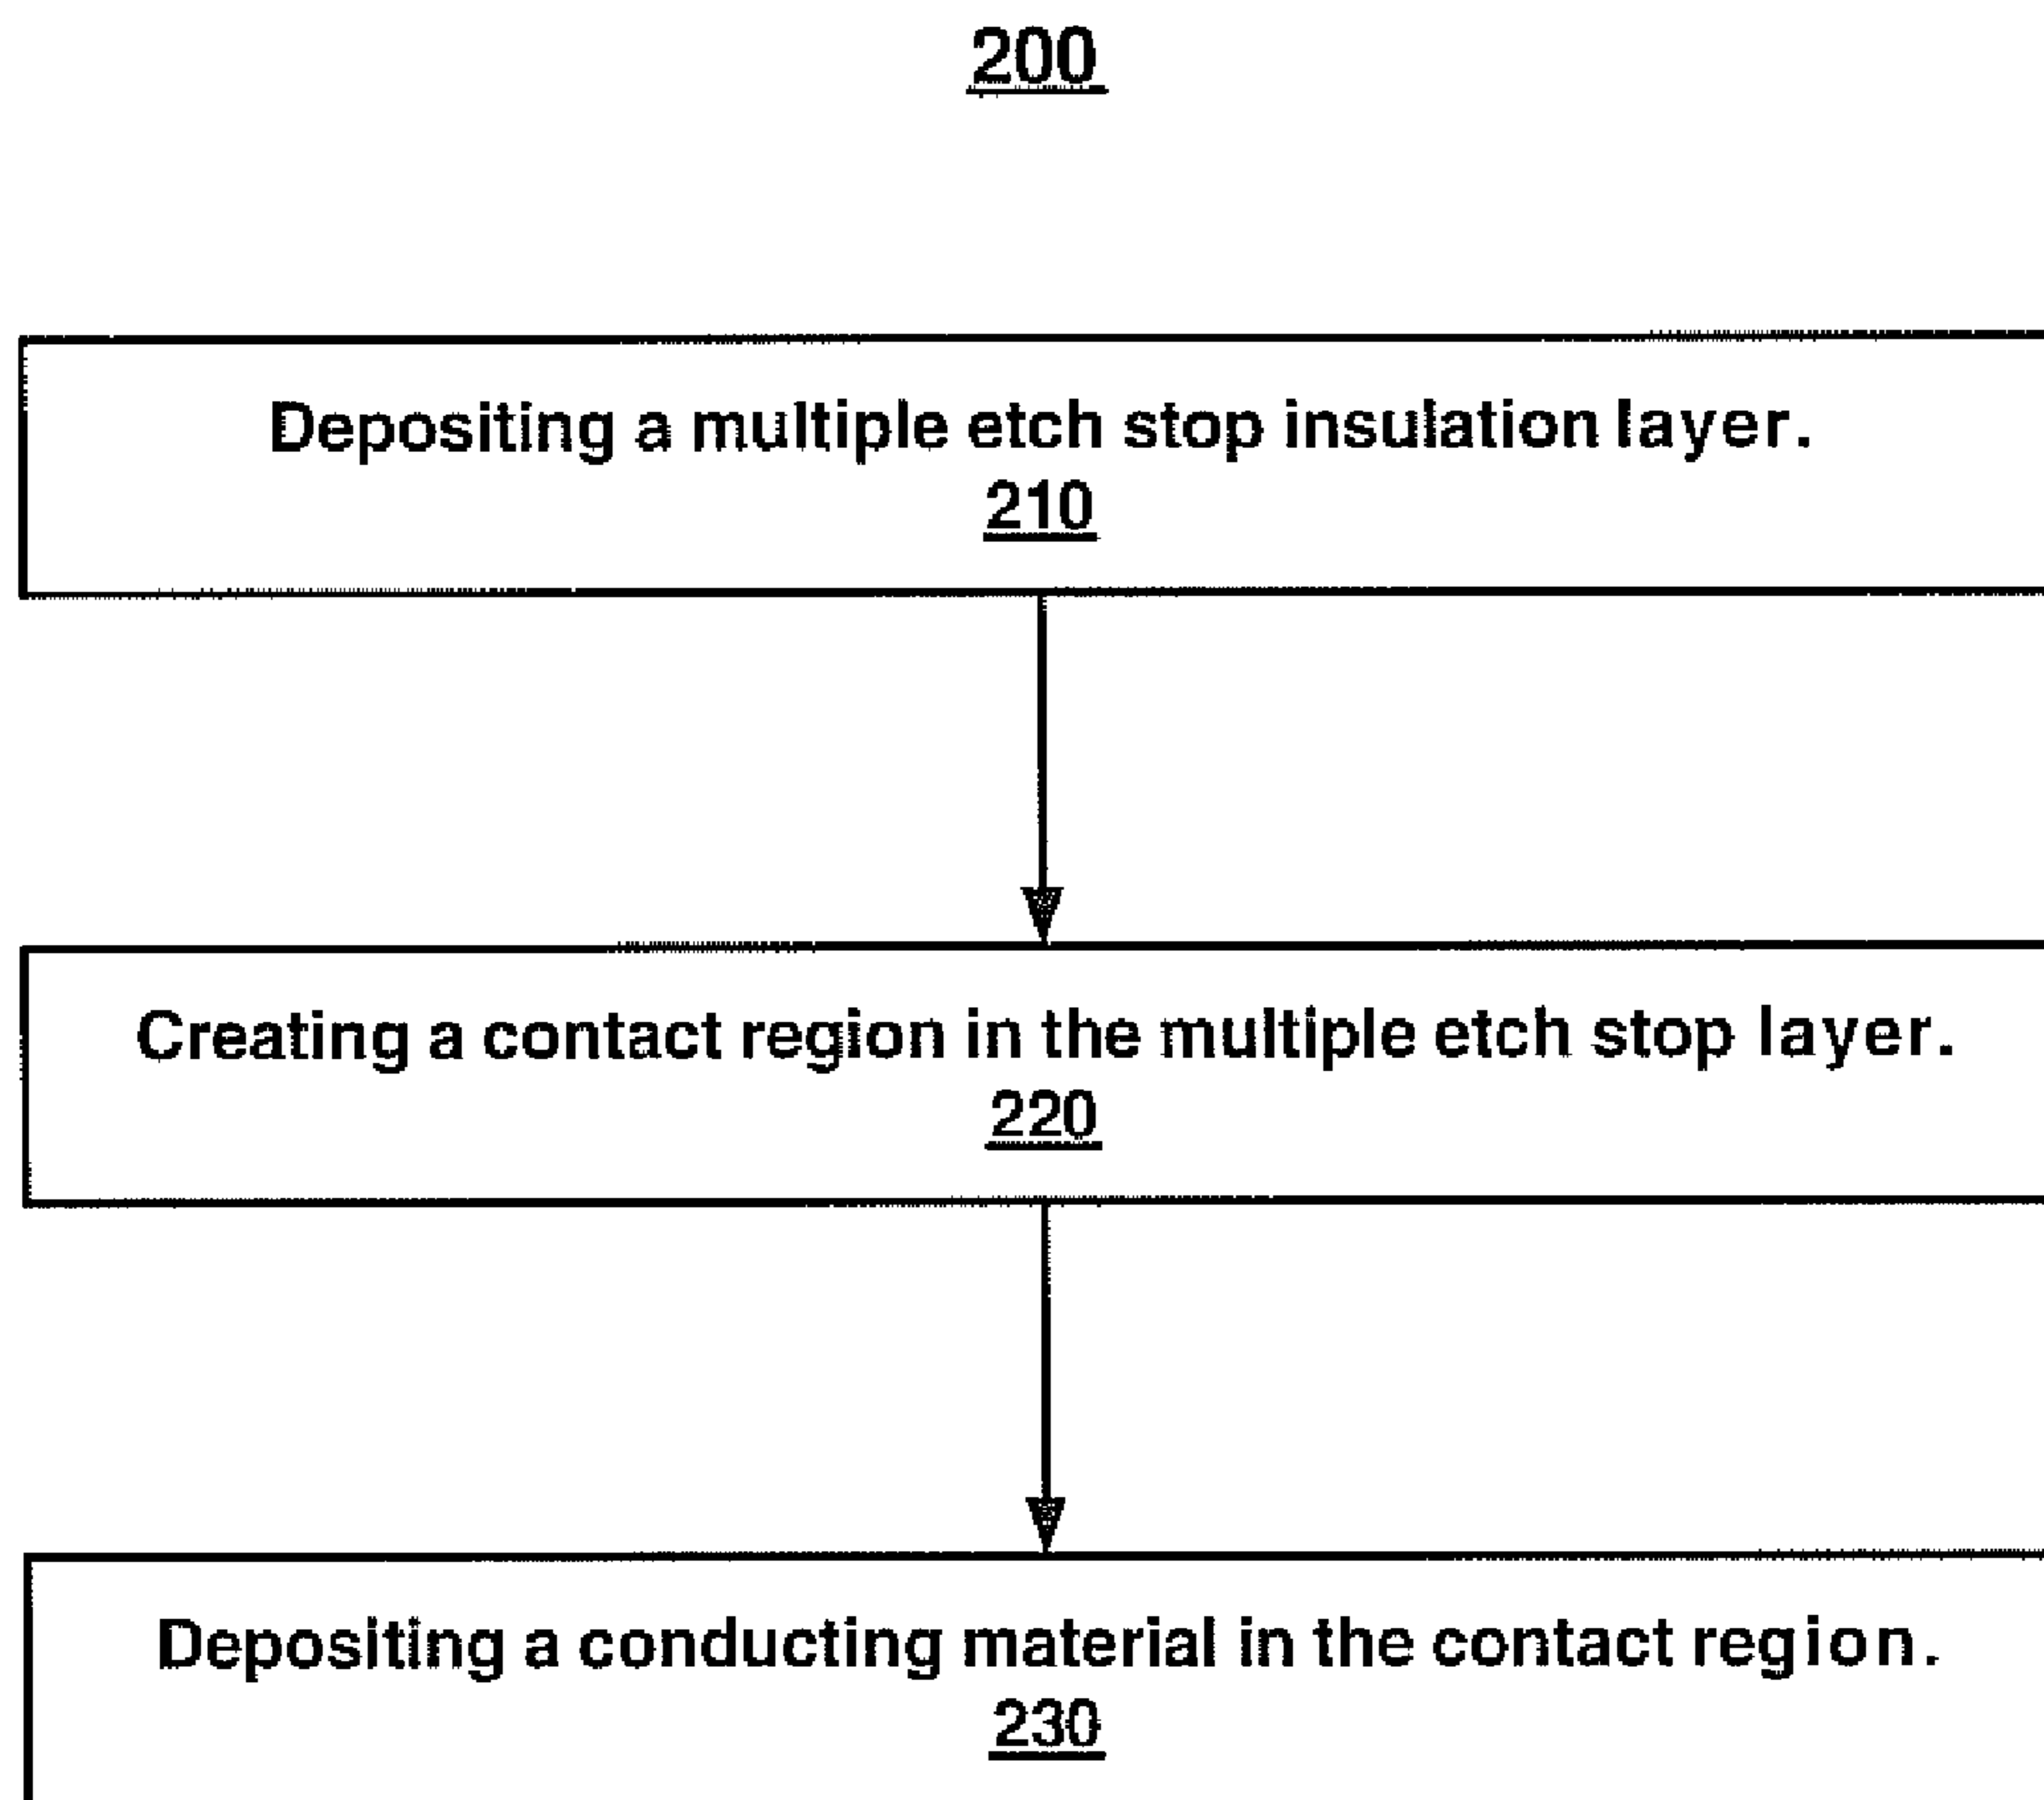 200
Depositing a multiple etch stop insulation layer.
210
Creating a contact region in the multiple etch stop layer.
220
Depositing a conducting material in the contact region.
230